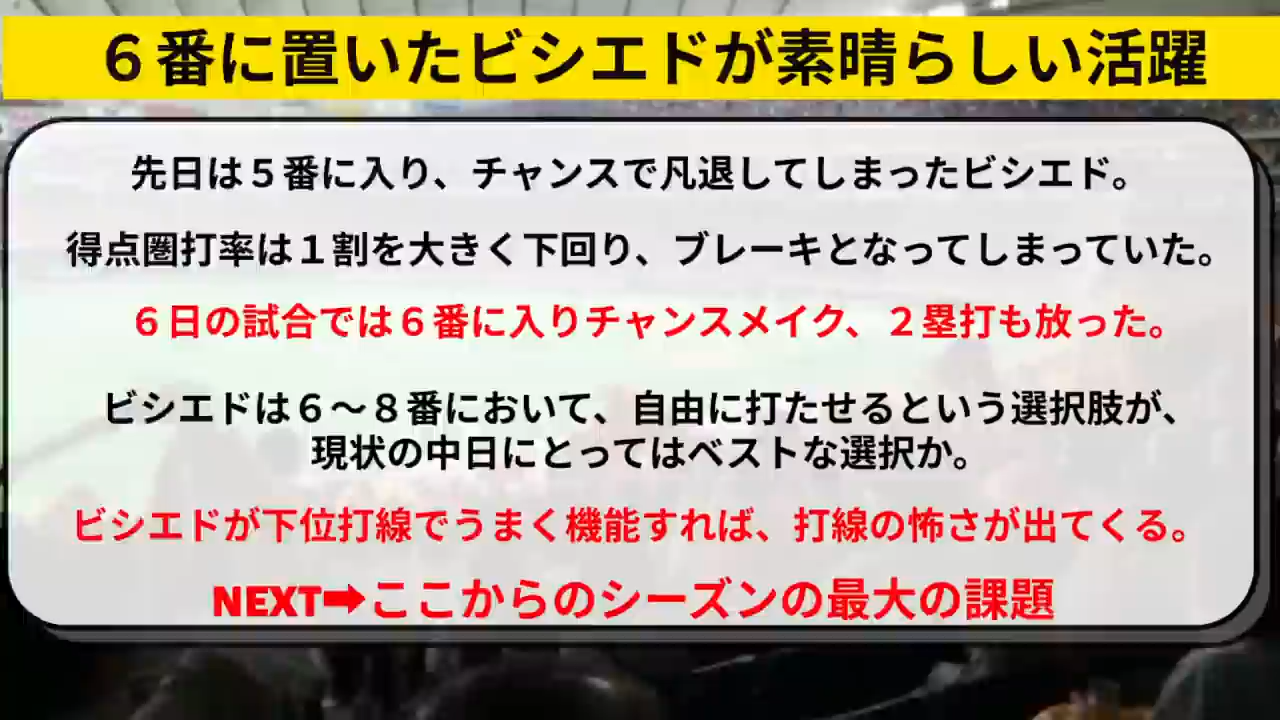 ６番に置いたビシエドが素晴らしい活躍
先日は５番に入り、チャンスで凡退してしまったビシエド。
得点圏打率は１割を大きく下回り、ブレーキとなってしまっていた。
６日の試合では６番に入りチャンスメイク、２塁打も放った。
ビシエドは６～８番において、自由に打たせるという選択肢が、
現状の中日にとってはベストな選択か。
ビシエドが下位打線でうまく機能すれば、打線の怖さが出てくる。
NEXT➡ここからのシーズンの最大の課題